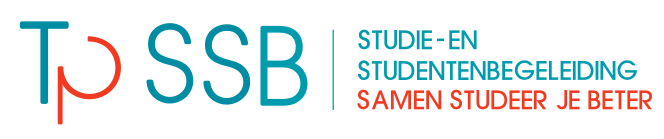 Tp SSB
STUDIE-EN
STUDENTENBEGELEIDING
SAMEN STUDEER JE BETER